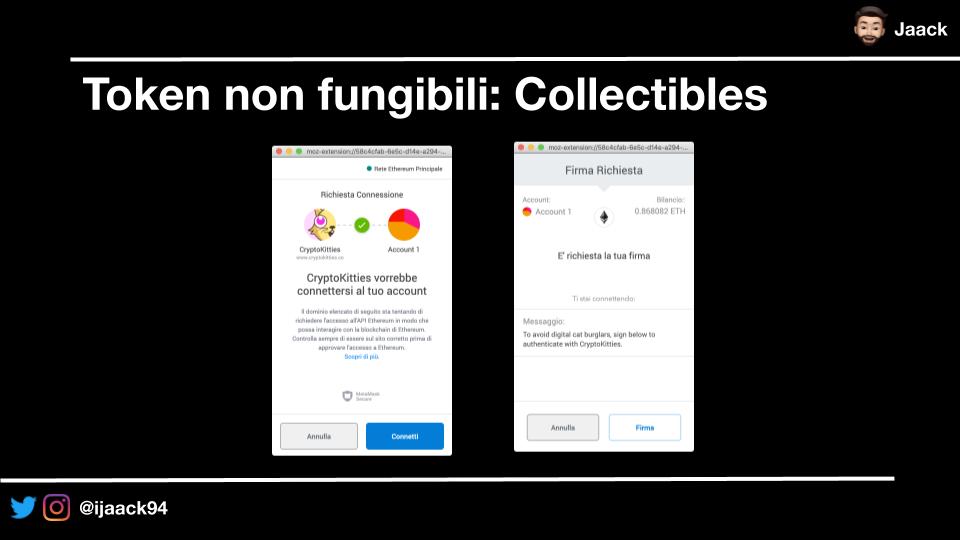 Jaack
Token non fungibili: Collectibles
moz-extension://58c4cfab-6e5c-d14e-a294-...
Rete Ethereum Principale
Richiesta Connessione
CryptoKitties
Account 1
www.cryptokitties.co
CryptoKitties vorrebbe
connettersi al tuo account
Il dominio elencato di seguito sta tentando di
richiedere l'accesso all'API Ethereum in modo che
possa interagire con la blockchain di Ethereum.
Controlla sempre di essere sul sito corretto prima di
approvare l'accesso a Ethereum.
Scopri di più.
MetaMask
Secure
Annulla
Connetti
moz-extension://58c4cfab-6e5c-d14e-a294-...
Firma Richiesta
Account:
Bilancio:
Account 1
0.868082 ETH
E' richiesta la tua firma
Ti stai connettendo:
Messaggio:
To avoid digital cat burglars, sign below to
authenticate with CryptoKitties.
Annulla
Firma
@ijaack94